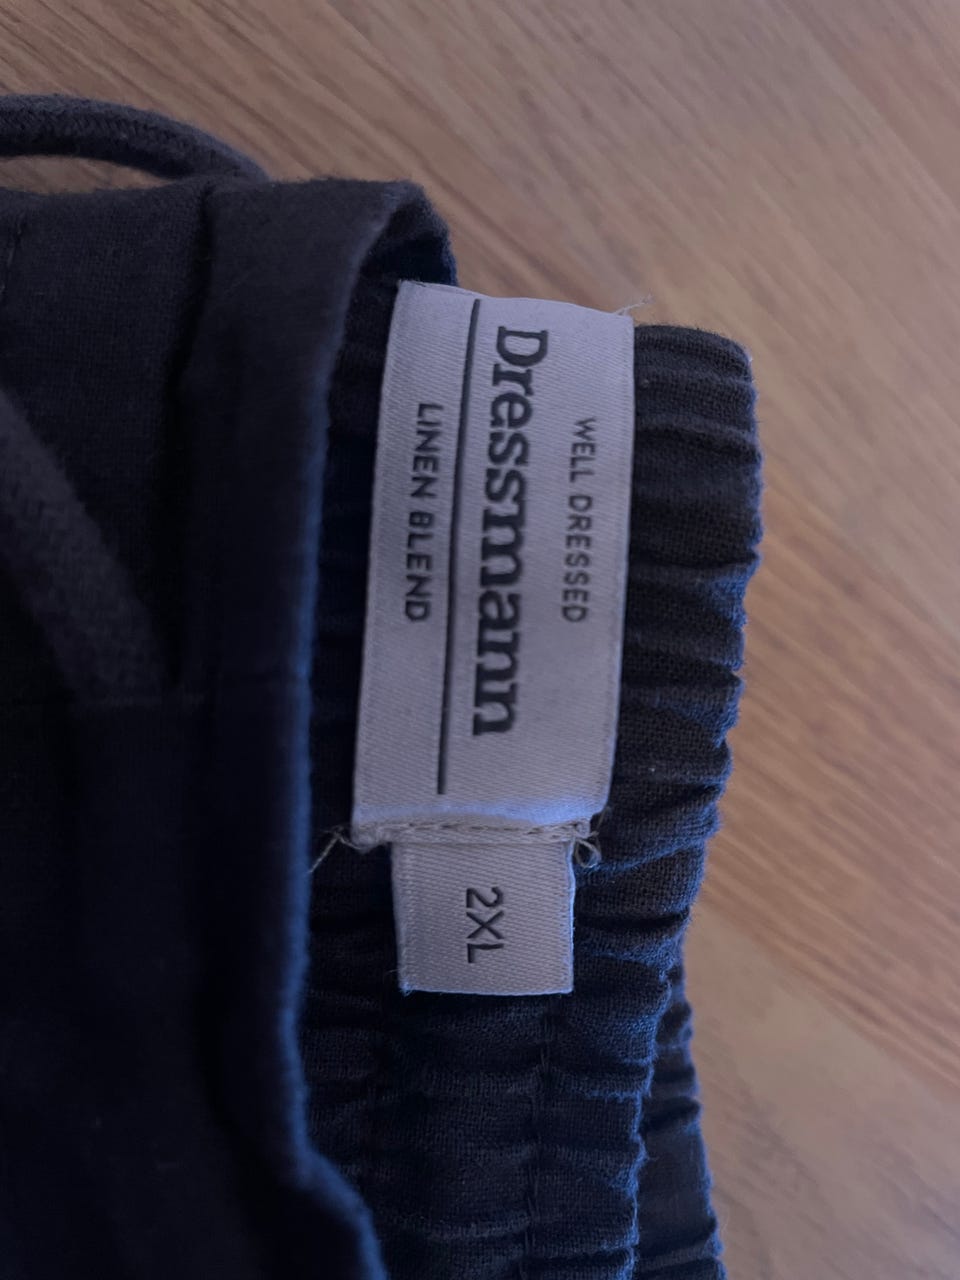 WELL DRESSED
Dressmann
LINEN BLEND
2XL